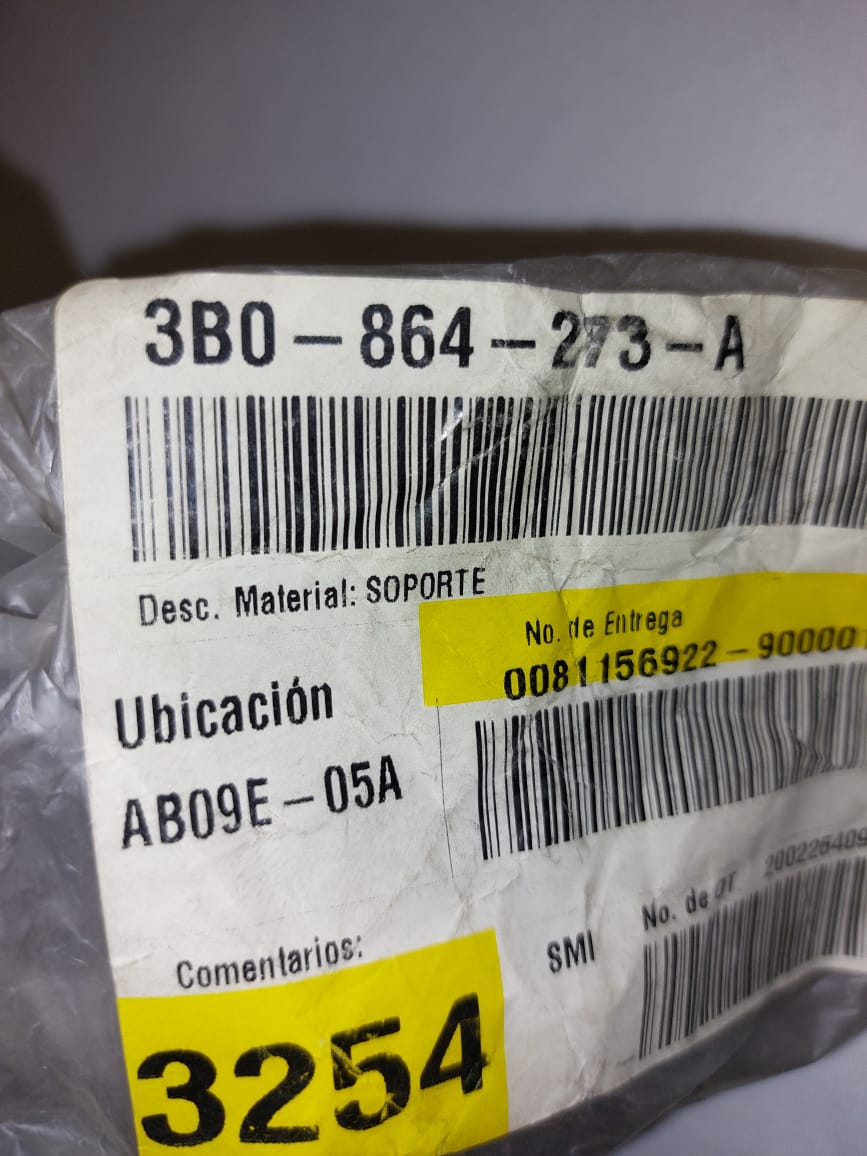 3B0-864-273-A
Desc. Material: SOPORTE
No. de Entrega
0081156922-90000
Ubicación
AB09E-05A
SMI
No. de OT
Comentarios:
3254